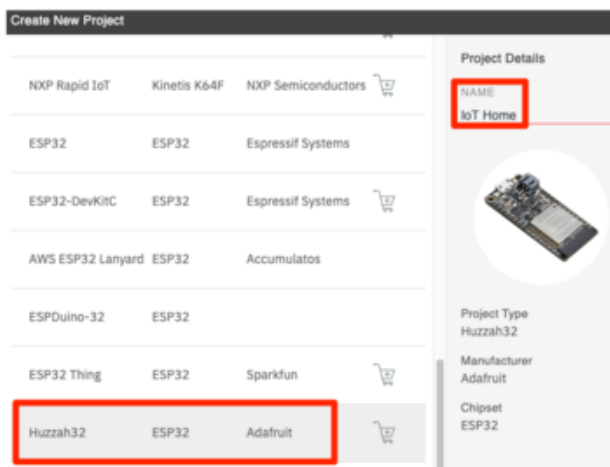 Create New Project
NXP Rapid IoT Kinetis K64F NXP Semiconductors
ESP32 ESP32 Espressif Systems
ESP32-DevKitC ESP32 Espressif Systems
AWS ESP32 Lanyard ESP32 Accumulatos
ESPDuino-32 ESP32
ESP32 Thing ESP32 Sparkfun
Huzzah32 ESP32 Adafruit
Project Details
NAME
IoT Home
Project Type
Huzzah32
Manufacturer
Adafruit
Chipset
ESP32